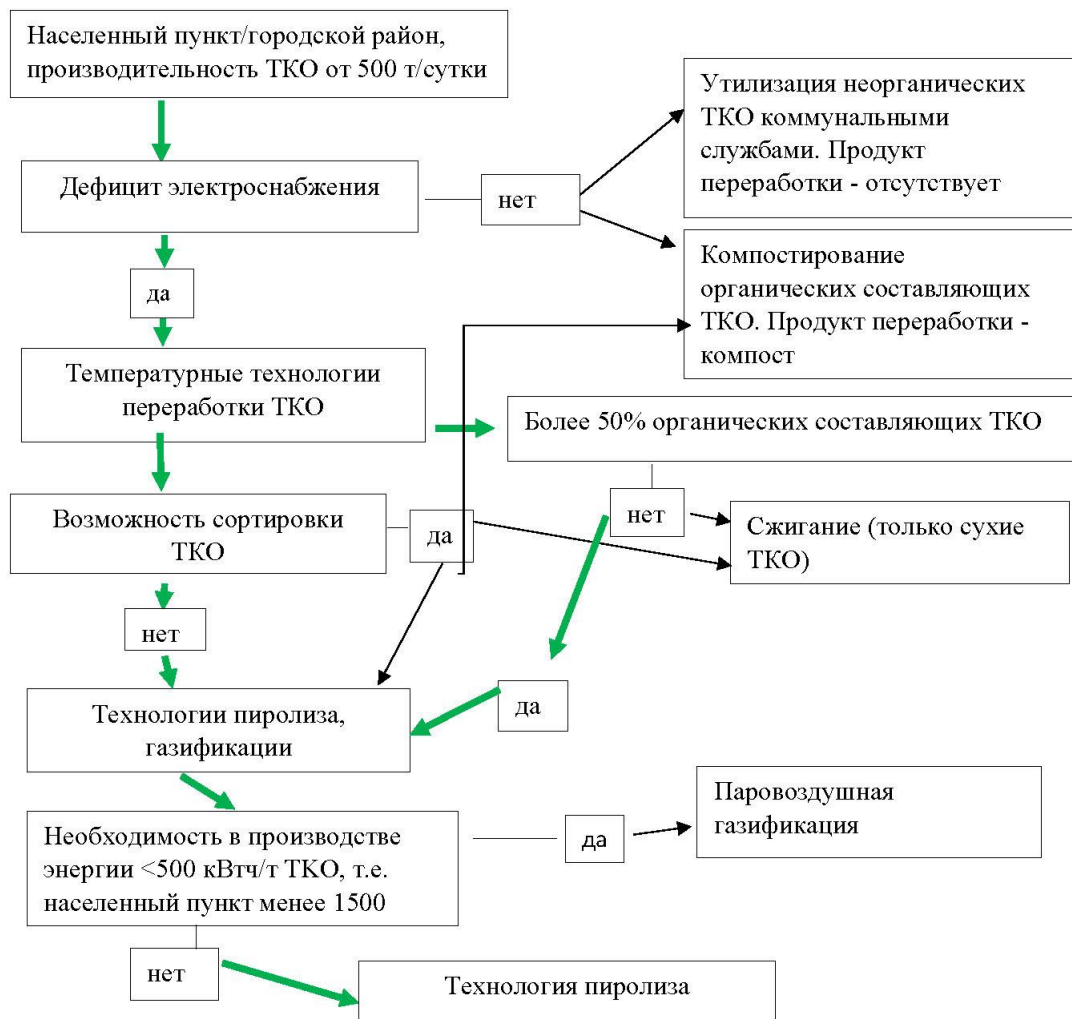 Населенный пункт/городской район,
производительность ТКО от 500 т/сутки
Утилизация неорганических
ТКО коммунальными
службами. Продукт
переработки - отсутствует
Дефицит электроснабжения
нет
Компостирование
органических составляющих
ТКО. Продукт переработки -
компост
да
Температурные технологии
переработки ТКО
Более 50% органических составляющих ТКО
Возможность сортировки
ТКО
да
нет
Сжигание (только сухие
ТКО)
нет
Технологии пиролиза,
газификации
да
Паровоздушная
газификация
Необходимость в производстве
энергии <500 кВтч/т ТКО, т.е.
населенный пункт менее 1500
да
нет
Технология пиролиза